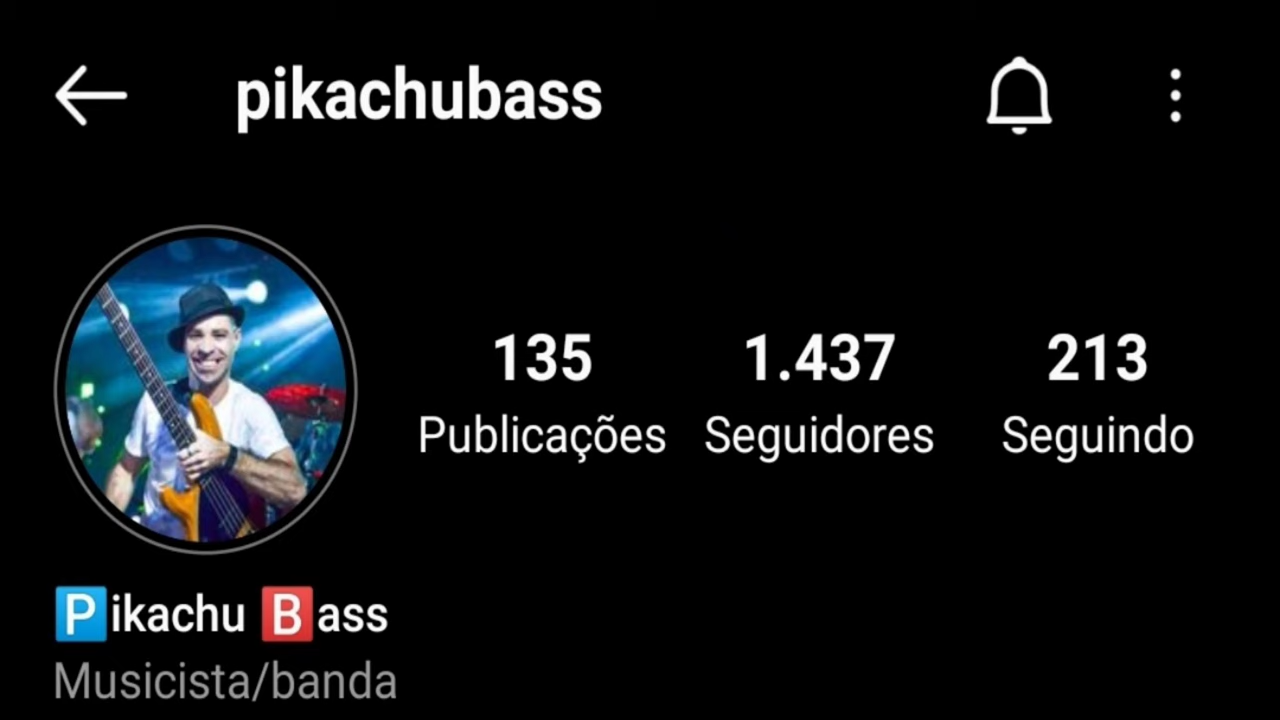 pikachubass
135 1.437 213
Publicações Seguidores Seguindo
🅿️ikachu 🅱️ass
Musicista/banda